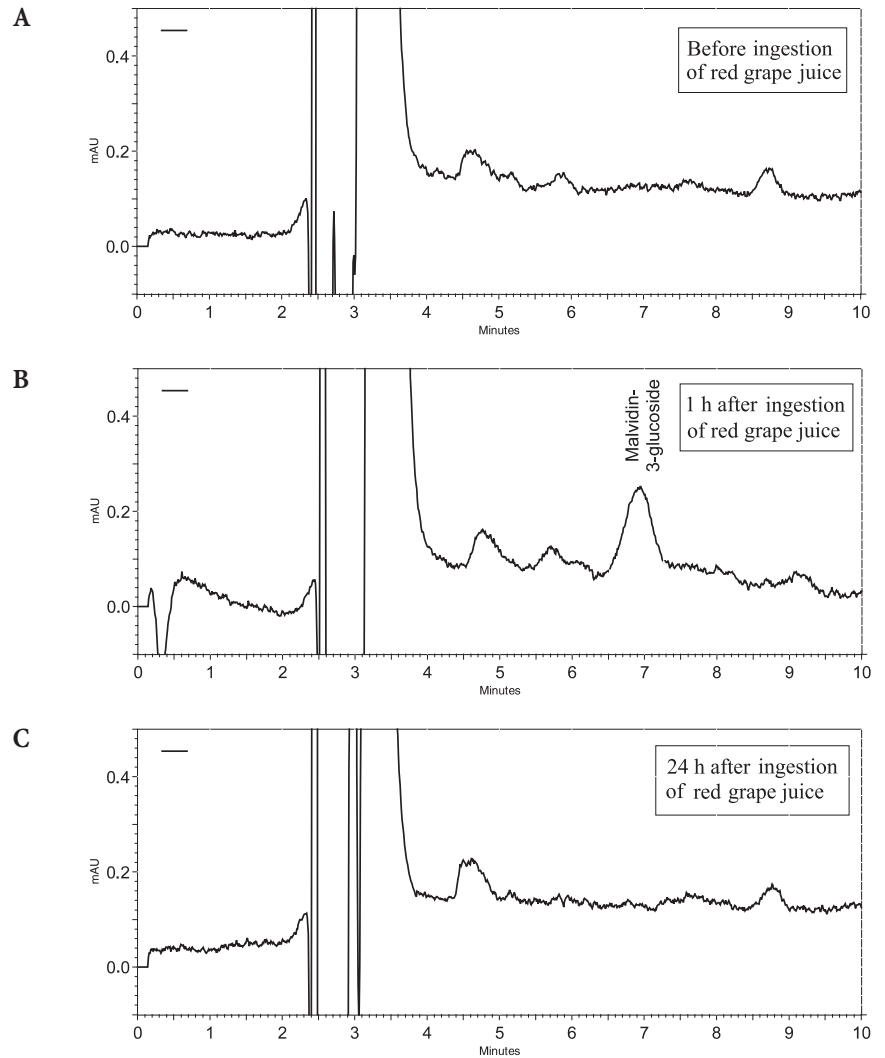 A
Before ingestion
of red grape juice
0.4
0.2
0.0
mAU
0 1 2 3 4 5 6 7 8 9 10
Minutes
B
1 h after ingestion
of red grape juice
Malvidin-
3-glucoside
0.4
0.2
0.0
mAU
0 1 2 3 4 5 6 7 8 9 10
Minutes
C
24 h after ingestion
of red grape juice
0.4
0.2
0.0
mAU
0 1 2 3 4 5 6 7 8 9 10
Minutes